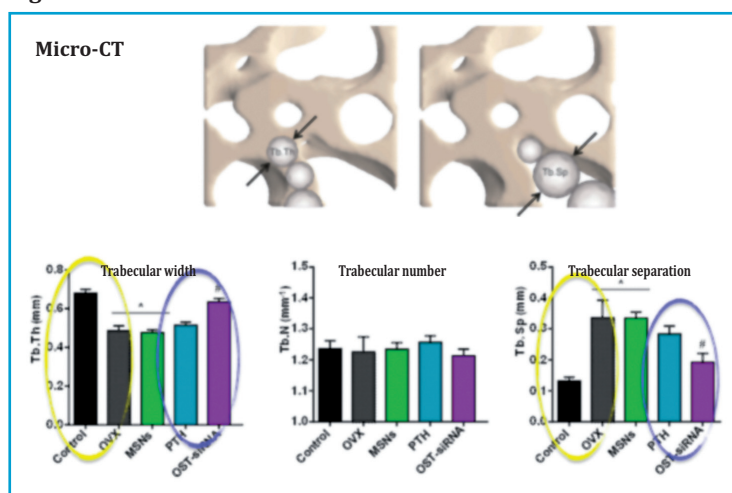 Micro-CT
Tb.Th
Tb.Sp
Trabecular width
Tb.Th (mm)
0.8
0.6
0.4
0.2
0.0
^
#
Control
OVX
MSNs
PTH
OST-siRNA
Trabecular number
Tb.N (mm⁻¹)
1.5
1.4
1.3
1.2
1.1
1.0
Control
OVX
MSNs
PTH
OST-siRNA
Trabecular separation
Tb.Sp (mm)
0.5
0.4
0.3
0.2
0.1
0.0
^
#
Control
OVX
MSNs
PTH
OST-siRNA